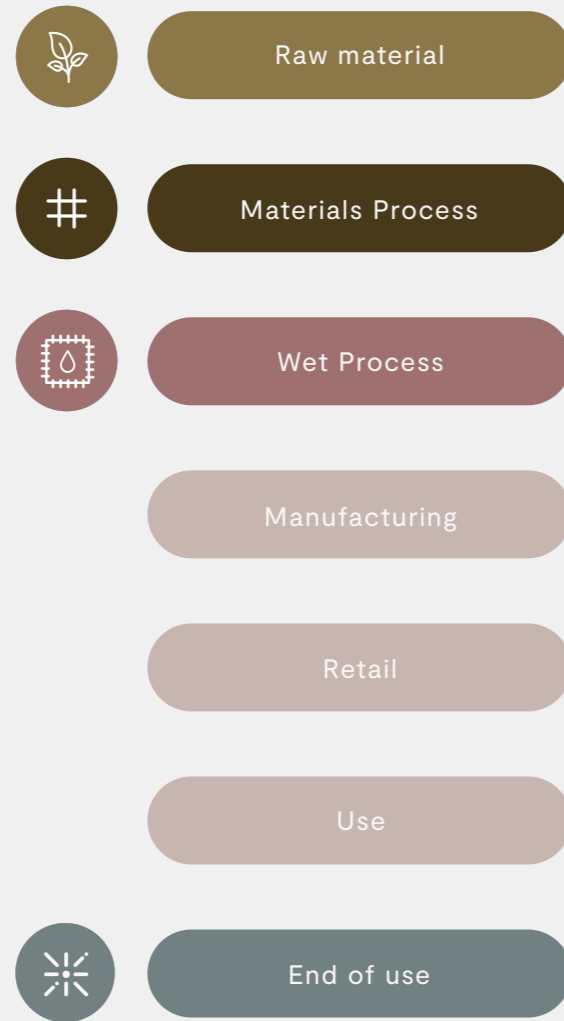 Raw material
Materials Process
Wet Process
Manufacturing
Retail
Use
End of use